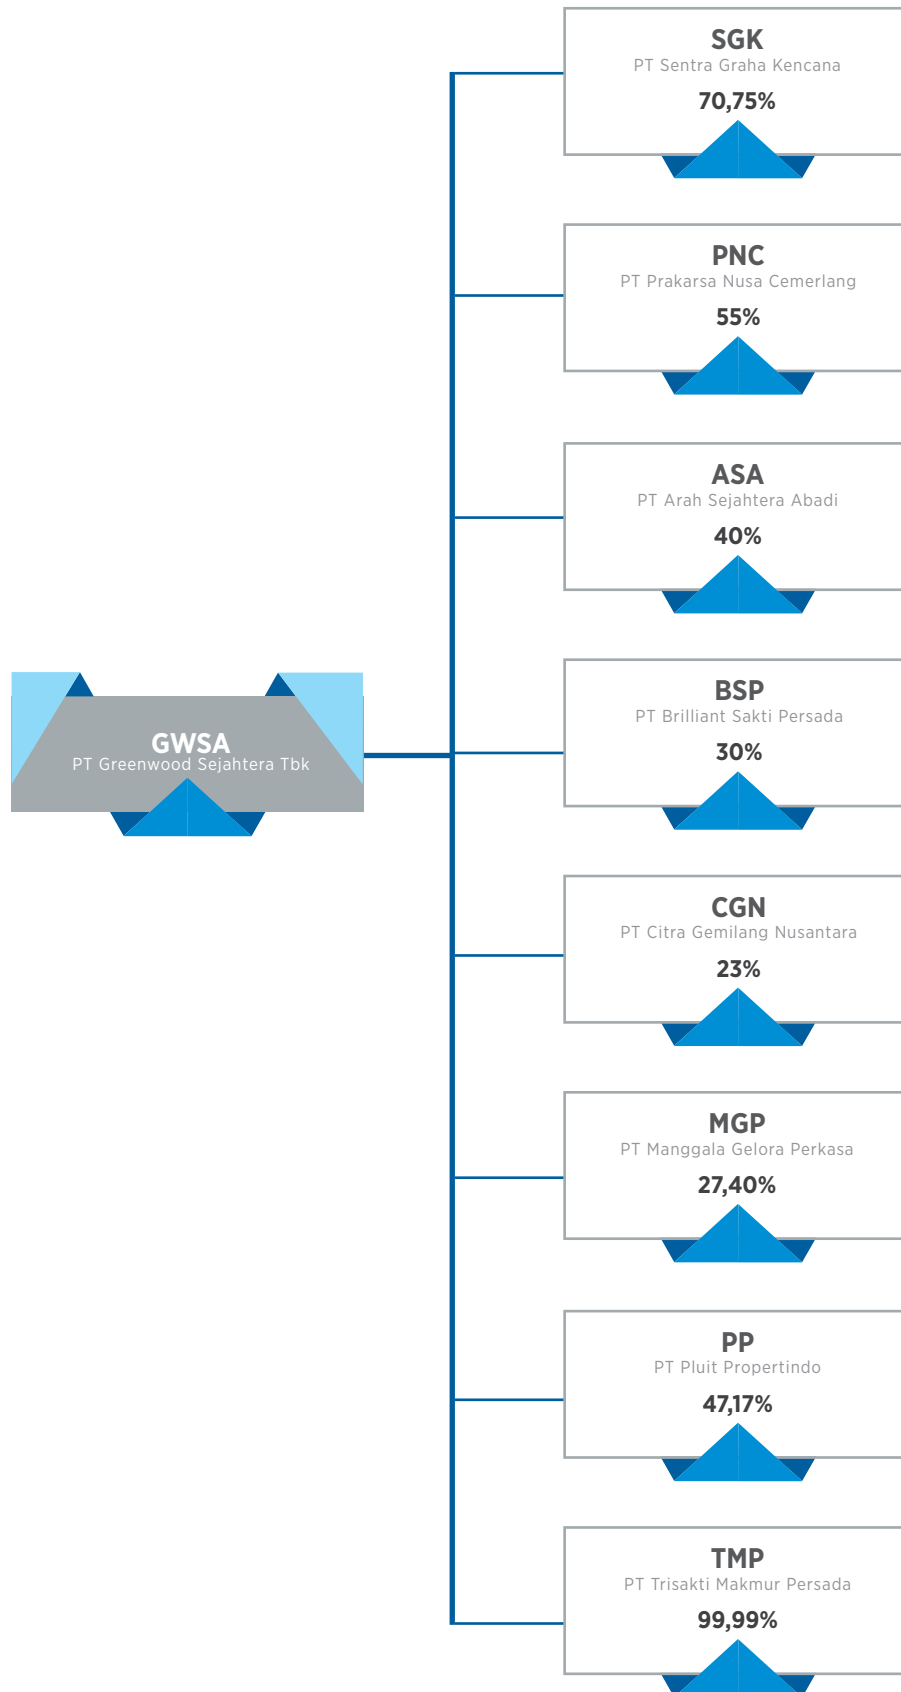 SGK
PT Sentra Graha Kencana
70,75%
PNC
PT Prakarsa Nusa Cemerlang
55%
ASA
PT Arah Sejahtera Abadi
40%
BSP
PT Brilliant Sakti Persada
30%
GWSA
PT Greenwood Sejahtera Tbk
CGN
PT Citra Gemilang Nusantara
23%
MGP
PT Manggala Gelora Perkasa
27,40%
PP
PT Pluit Propertindo
47,17%
TMP
PT Trisakti Makmur Persada
99,99%